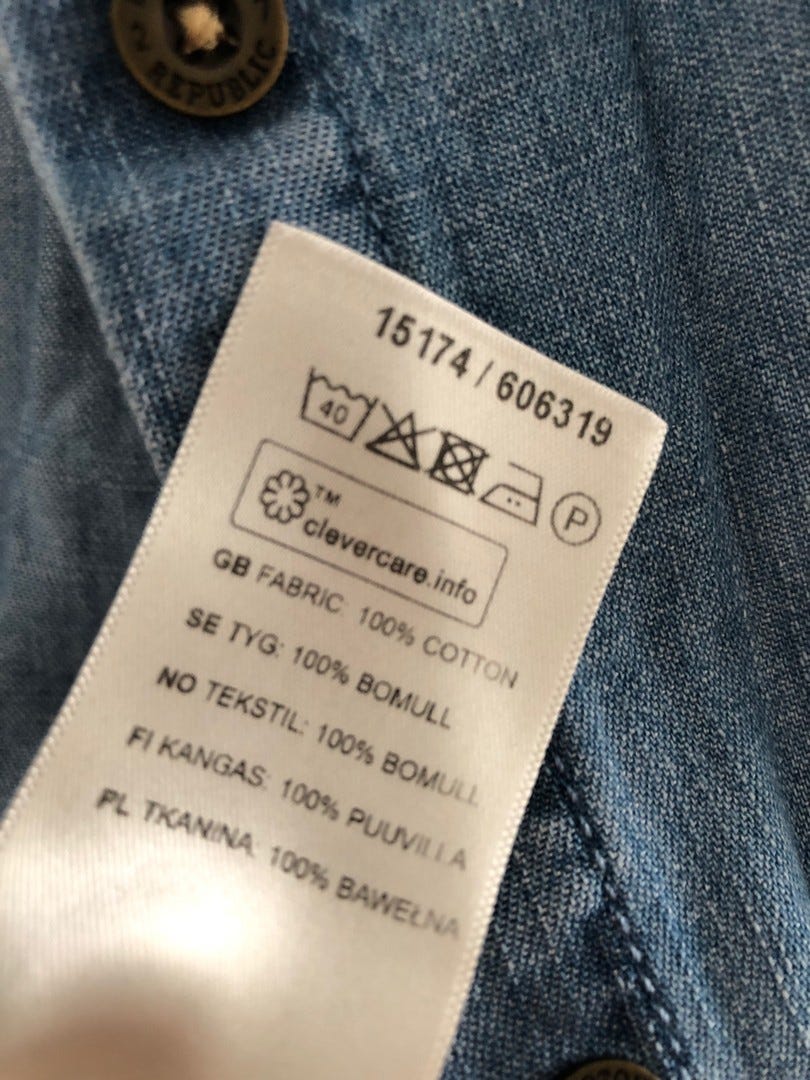 REPUBLIC
15174 / 606319
40
P
TM
clevercare.info
GB FABRIC: 100% COTTON
SE TYG: 100% BOMULL
NO TEKSTIL: 100% BOMULL
FI KANGAS: 100% PUUVILLA
PL TKANINA: 100% BAWEŁNA